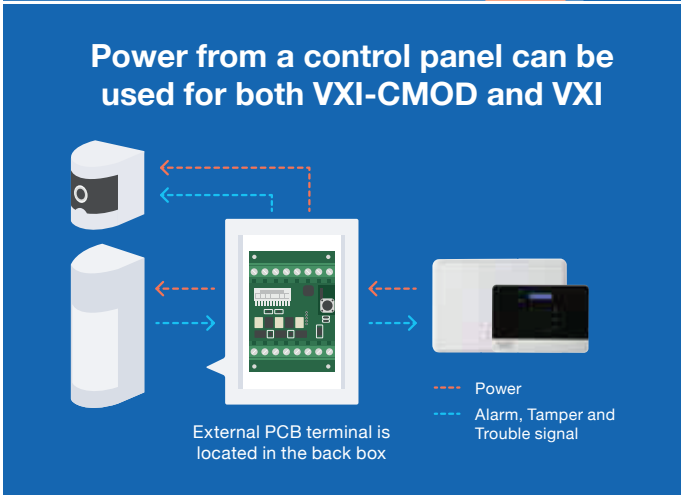 Power from a control panel can be
used for both VXI-CMOD and VXI
External PCB terminal is
located in the back box
Power
Alarm, Tamper and
Trouble signal